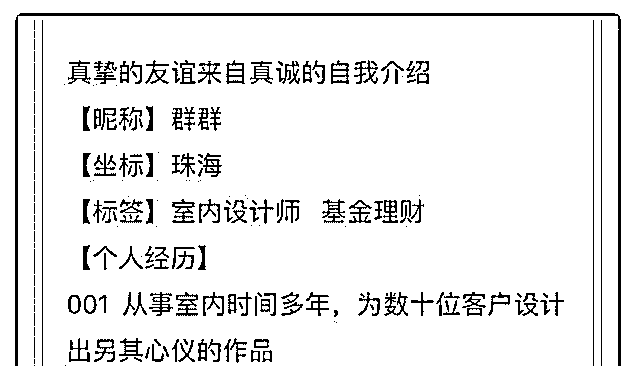 真挚的友谊来自真诚的自我介绍
【昵称】群群
【坐标】珠海
【标签】室内设计师 基金理财
【个人经历】
001 从事室内时间多年，为数十位客户设计
出另其心仪的作品